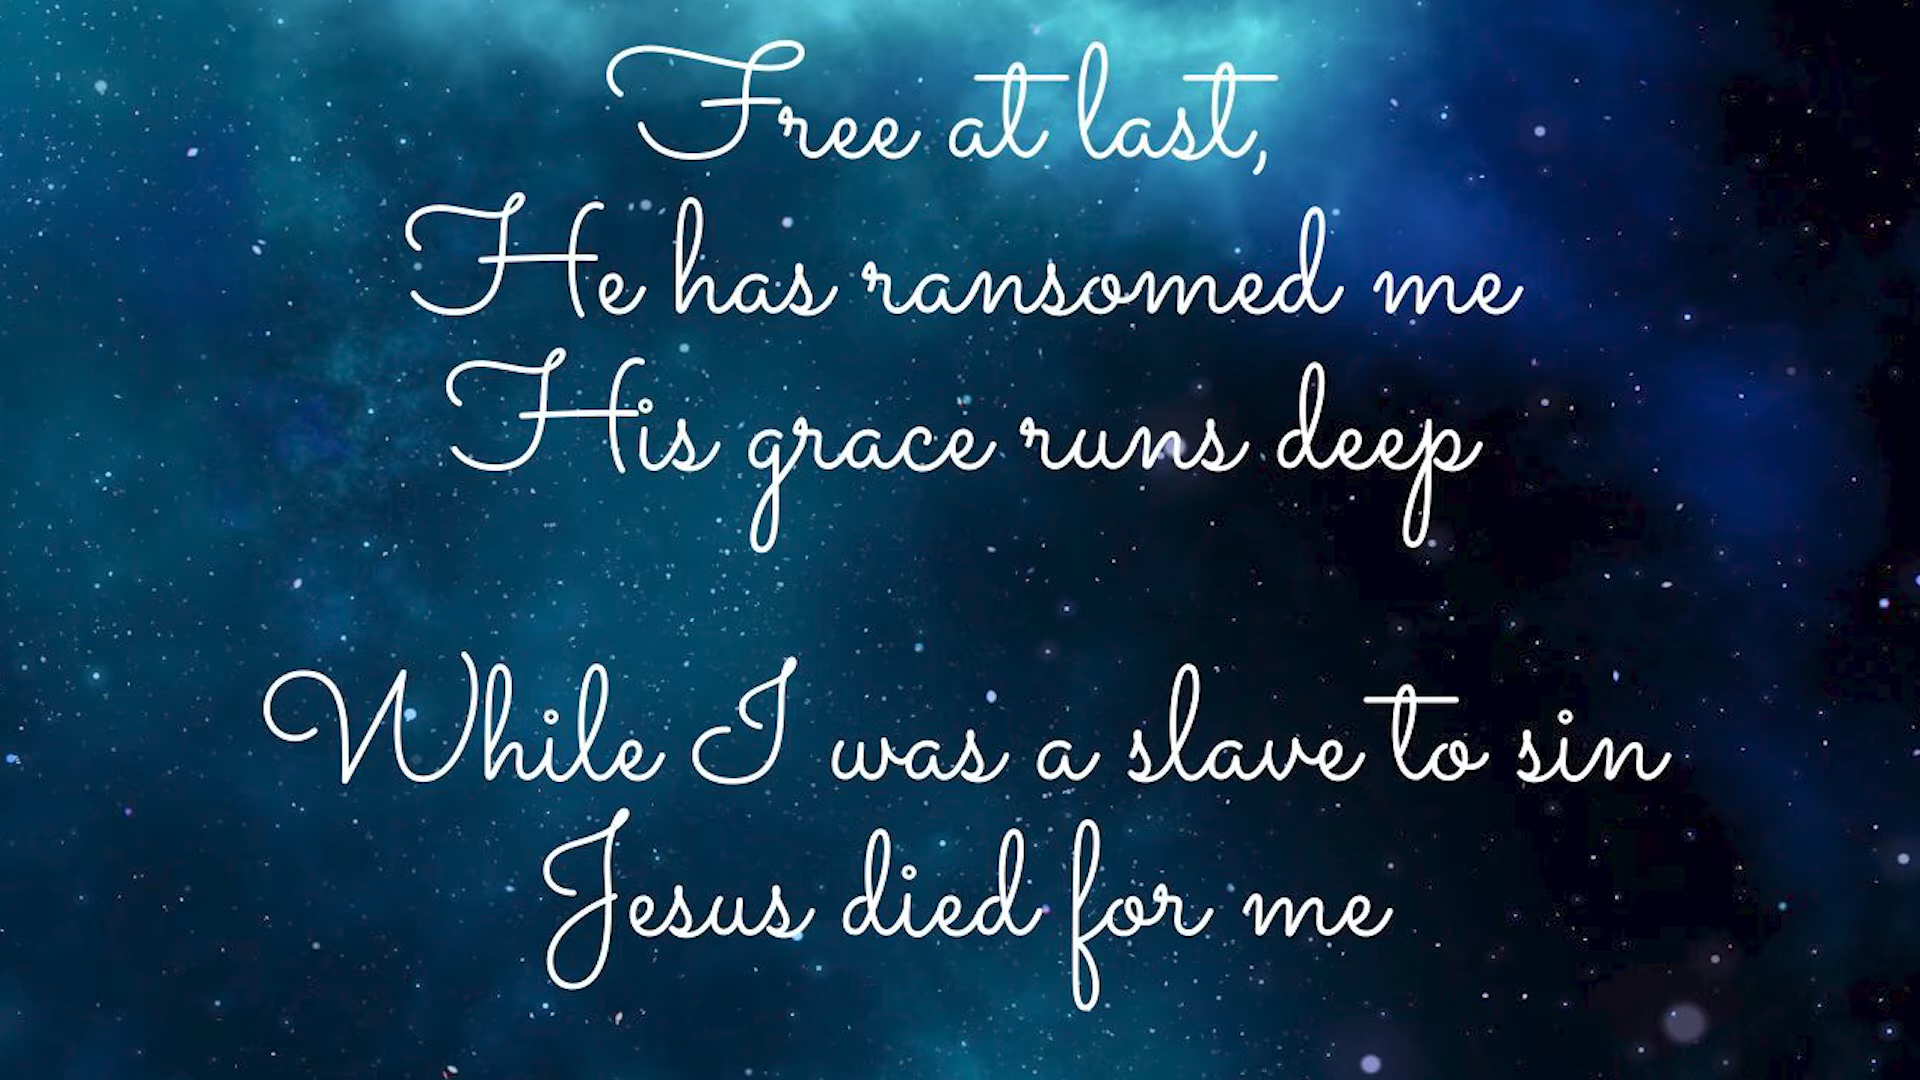 Free at last,
He has ransomed me
His grace runs deep
While I was a slave to sin
Jesus died for me